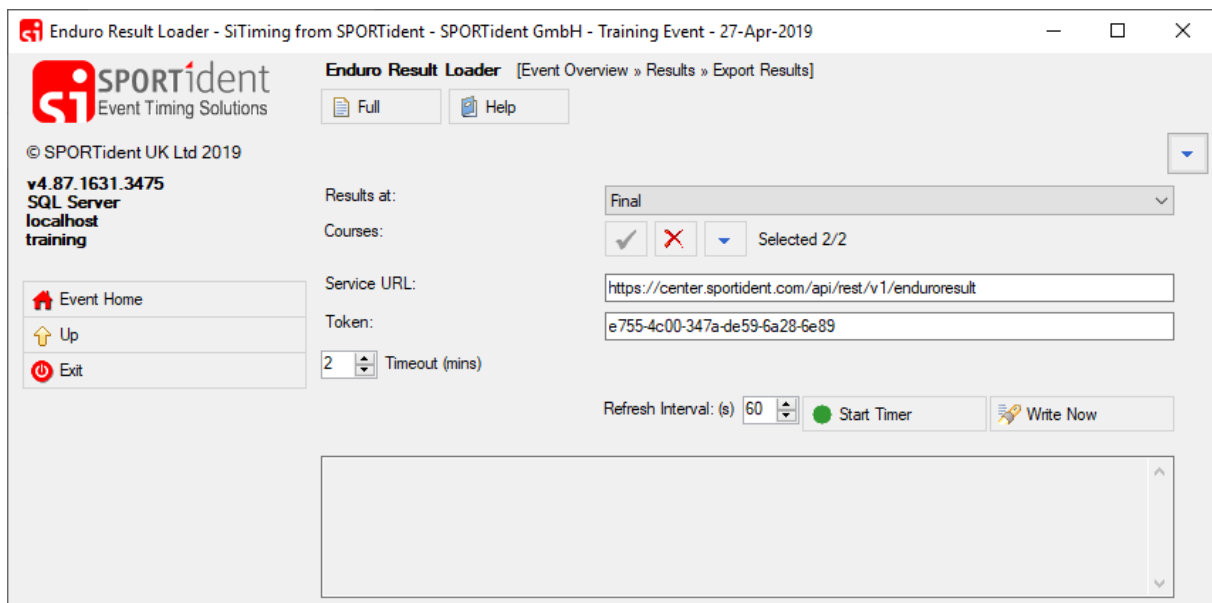 Enduro Result Loader - SiTiming from SPORTident - SPORTident GmbH - Training Event - 27-Apr-2019
si SPORTident
Event Timing Solutions
Enduro Result Loader [Event Overview » Results » Export Results]
Full Help
© SPORTident UK Ltd 2019
v4.87.1631.3475
SQL Server
localhost
training
Event Home
Up
Exit
Results at: Final
Courses: Selected 2/2
Service URL: https://center.sportident.com/api/rest/v1/enduroresult
Token: e755-4c00-347a-de59-6a28-6e89
2 Timeout (mins)
Refresh Interval: (s) 60 Start Timer Write Now